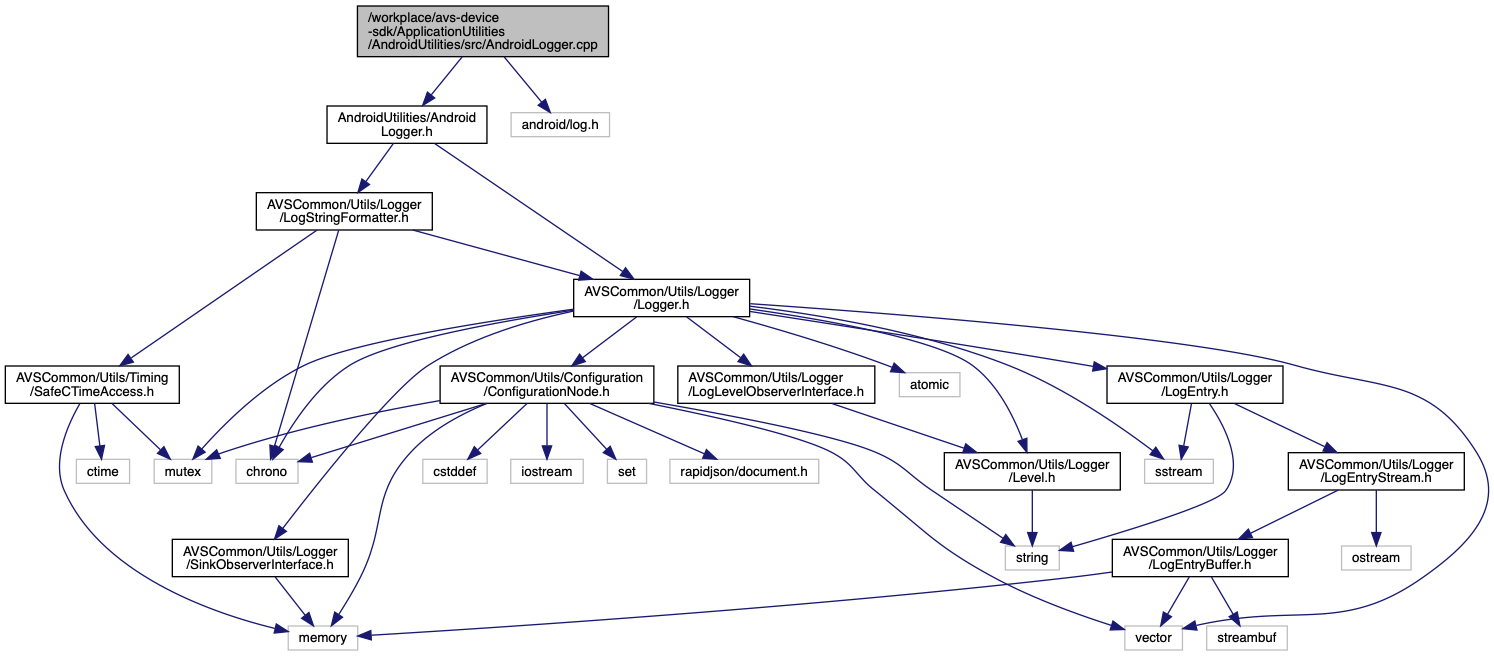 /workplace/avs-device
-sdk/ApplicationUtilities
/AndroidUtilities/src/AndroidLogger.cpp
AndroidUtilities/Android
Logger.h
android/log.h
AVSCommon/Utils/Logger
/LogStringFormatter.h
AVSCommon/Utils/Logger
/Logger.h
AVSCommon/Utils/Timing
/SafeCTimeAccess.h
AVSCommon/Utils/Configuration
/ConfigurationNode.h
AVSCommon/Utils/Logger
/LogLevelObserverInterface.h
atomic
AVSCommon/Utils/Logger
/LogEntry.h
ctime
mutex
chrono
cstddef
iostream
set
rapidjson/document.h
AVSCommon/Utils/Logger
/Level.h
sstream
AVSCommon/Utils/Logger
/LogEntryStream.h
AVSCommon/Utils/Logger
/SinkObserverInterface.h
string
AVSCommon/Utils/Logger
/LogEntryBuffer.h
ostream
memory
vector
streambuf